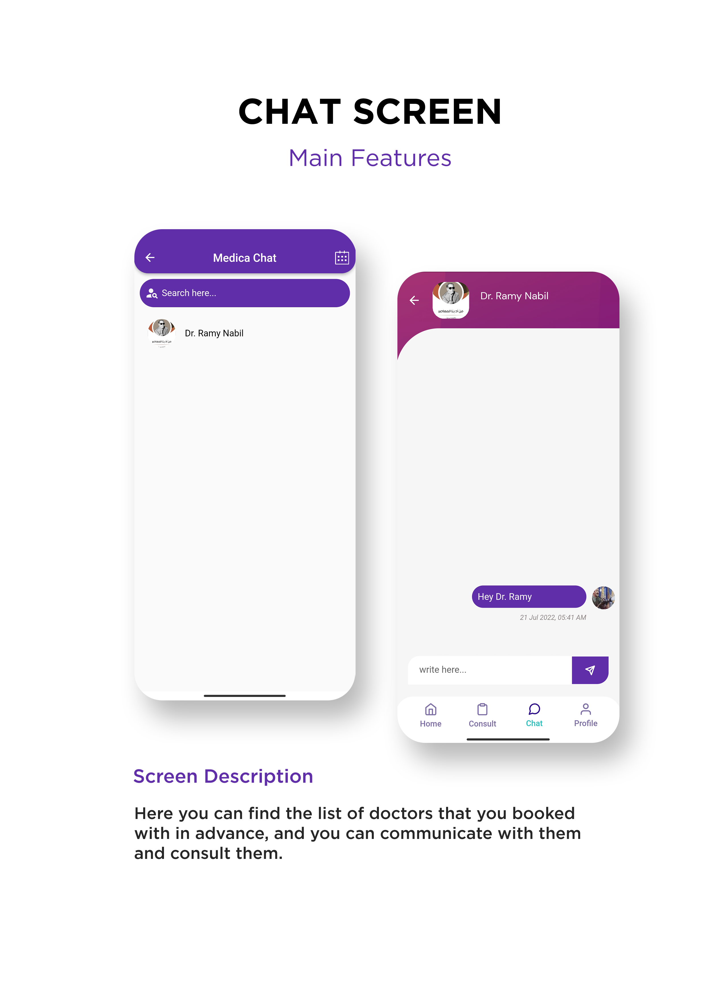 CHAT SCREEN
Main Features
Medica Chat
Search here...
من أدبنا المعاصر
Dr. Ramy Nabil
Dr. Ramy Nabil
من أدبنا المعاصر
Hey Dr. Ramy
21 Jul 2022, 05:41 AM
write here...
Home
Consult
Chat
Profile
Screen Description
Here you can find the list of doctors that you booked
with in advance, and you can communicate with them
and consult them.